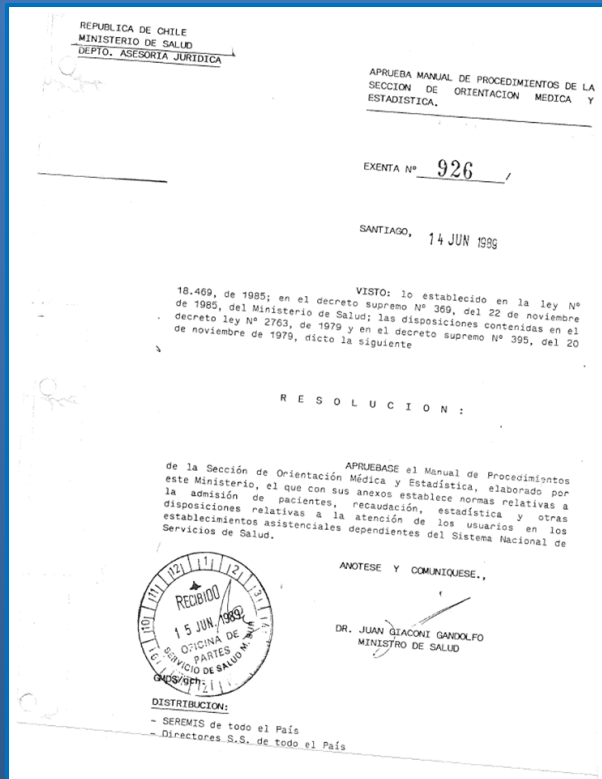 REPUBLICA DE CHILE
MINISTERIO DE SALUD
DEPTO. ASESORIA JURIDICA
APRUEBA MANUAL DE PROCEDIMIENTOS DE LA
SECCION DE ORIENTACION MEDICA Y
ESTADISTICA.
EXENTA Nº 926 /
SANTIAGO, 14 JUN 1989
VISTO: lo establecido en la ley Nº
18.469, de 1985; en el decreto supremo Nº 369, del 22 de noviembre
de 1985, del Ministerio de Salud; las disposiciones contenidas en el
decreto ley Nº 2763, de 1979 y en el decreto supremo Nº 395, del 20
de noviembre de 1979, dicto la siguiente
R E S O L U C I O N :
APRUEBASE el Manual de Procedimientos
de la Sección de Orientación Médica y Estadística, elaborado por
este Ministerio, el que con sus anexos establece normas relativas a
la admisión de pacientes, recaudación, estadística y otras
disposiciones relativas a la atención de los usuarios en los
establecimientos asistenciales dependientes del Sistema Nacional de
Servicios de Salud.
ANOTESE Y COMUNIQUESE.,
DR. JUAN GIACONI GANDOLFO
MINISTRO DE SALUD
12 1 2 3
RECIBIDO
15 JUN. 1989
OFICINA DE
PARTES
SERVICIO DE SALUD M. SUR
DISTRIBUCION:
- SEREMIS de todo el País
- Directores S.S. de todo el País